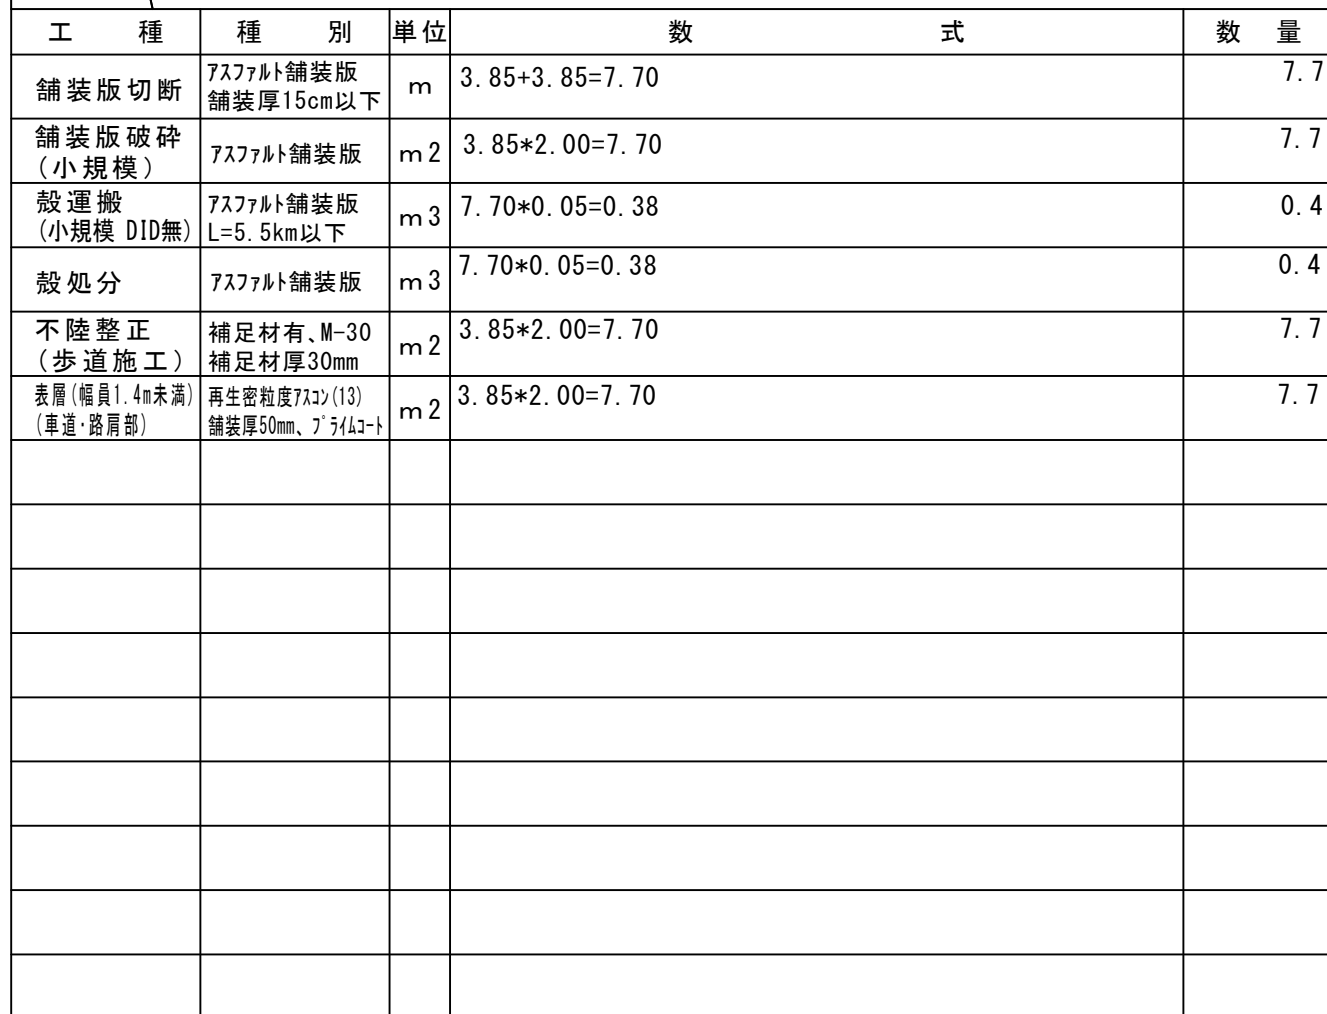 工種 種別 単位 数式 数量
舗装版切断 ｱｽﾌｧﾙﾄ舗装版 m 3.85+3.85=7.70 7.7
舗装厚15cm以下
舗装版破砕 ｱｽﾌｧﾙﾄ舗装版 m2 3.85*2.00=7.70 7.7
(小規模)
殻運搬 ｱｽﾌｧﾙﾄ舗装版 m3 7.70*0.05=0.38 0.4
(小規模 DID無) L=5.5km以下
殻処分 ｱｽﾌｧﾙﾄ舗装版 m3 7.70*0.05=0.38 0.4
不陸整正 補足材有､M-30 m2 3.85*2.00=7.70 7.7
(歩道施工) 補足材厚30mm
表層(幅員1.4m未満) 再生密粒度ｱｽｺﾝ(13) m2 3.85*2.00=7.70 7.7
(車道･路肩部) 舗装厚50mm、ﾌﾟﾗｲﾑｺｰﾄ